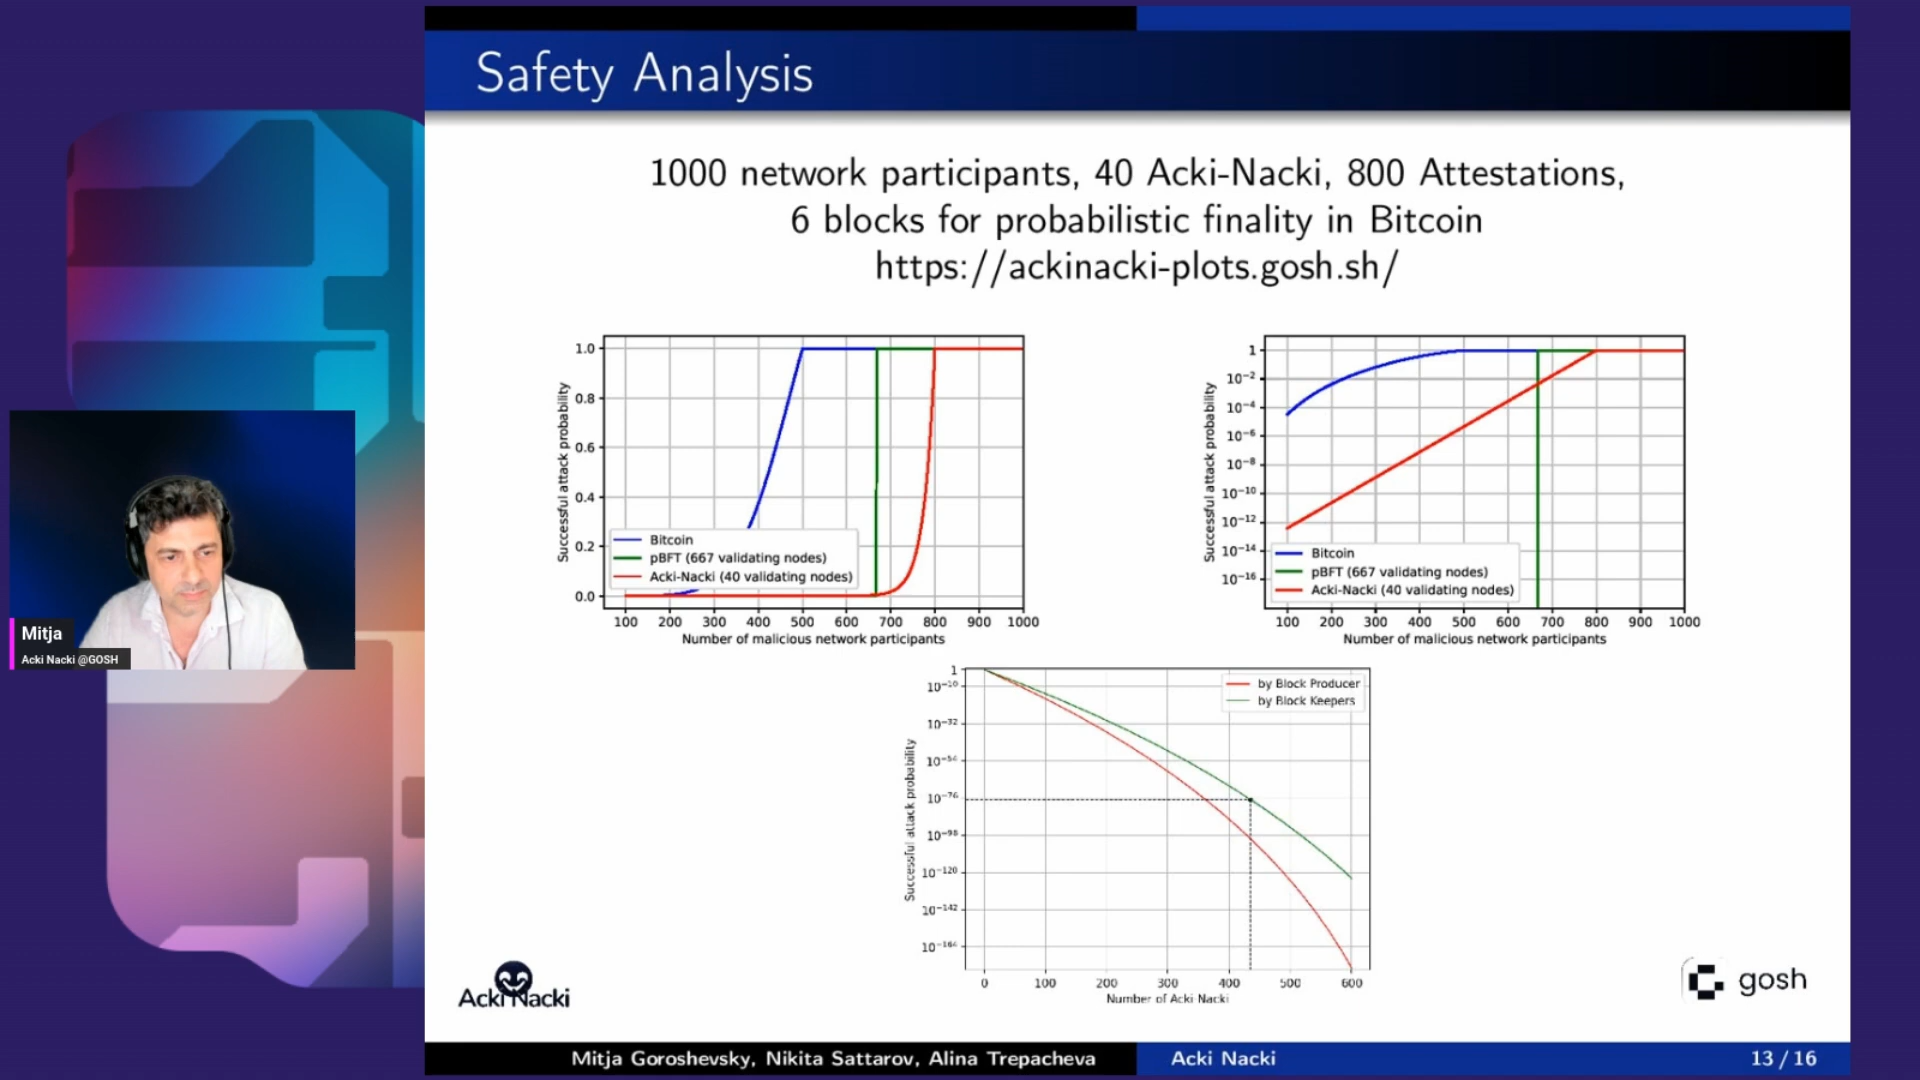 Safety Analysis
1000 network participants, 40 Acki-Nacki, 800 Attestations,
6 blocks for probabilistic finality in Bitcoin
https://ackinacki-plots.gosh.sh/
Successful attack probability
1.0
0.8
0.6
0.4
0.2
0.0
Bitcoin
pBFT (667 validating nodes)
Acki-Nacki (40 validating nodes)
100 200 300 400 500 600 700 800 900 1000
Number of malicious network participants
Successful attack probability
1
10⁻²
10⁻⁴
10⁻⁶
10⁻⁸
10⁻¹⁰
10⁻¹²
10⁻¹⁴
10⁻¹⁶
Bitcoin
pBFT (667 validating nodes)
Acki-Nacki (40 validating nodes)
100 200 300 400 500 600 700 800 900 1000
Number of malicious network participants
Mitja
Acki Nacki @GOSH
Successful attack probability
1
10⁻³²
10⁻⁵⁴
10⁻⁷⁶
10⁻⁹⁸
10⁻¹²⁰
10⁻¹⁴²
by Block Producer
by Block Keepers
0 100 200 300 400 500 600
Number of Acki Nacki
Acki Nacki
gosh
Mitja Goroshevsky, Nikita Sattarov, Alina Trepacheva
Acki Nacki
13 / 16